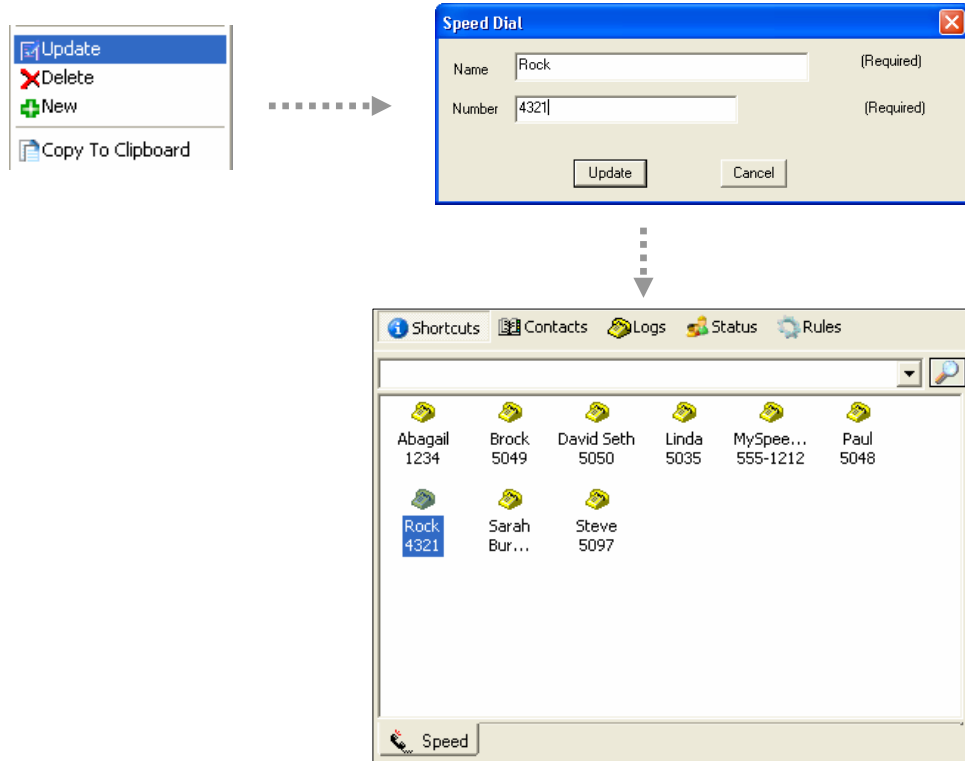 Update
Delete
New
Copy To Clipboard
Speed Dial
Name Rock (Required)
Number 4321 (Required)
Update Cancel
Shortcuts Contacts Logs Status Rules
Abagail Brock David Seth Linda MySpee... Paul
1234 5049 5050 5035 555-1212 5048
Rock Sarah Steve
4321 Bur... 5097
Speed